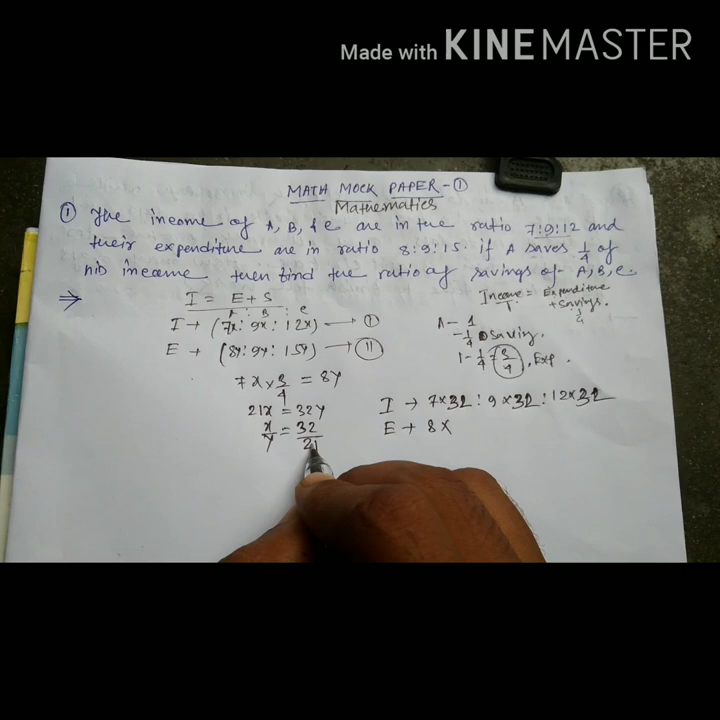 Made with KINEMASTER
MATH MOCK PAPER - ①
Mathematics
① The income of A, B, & C are in the ratio 7:9:12 and
their expenditure are in ratio 8:9:15. if A saves 1/4 of
his income then find the ratio of savings of A, B, C.
⇒ I = E + S
Income = Expenditure
I + Savings.
1/4
A : B : C
I → (7x : 9x : 12x) → ①
E → (8y : 9y : 15y) → ②
A - 1
- 1/4 Saving.
1 - 1/4 = 3/4, Exp.
7x × 3/4 = 8y
21x = 32y
x/y = 32/21
I → 7×32 : 9×32 : 12×32
E → 8×